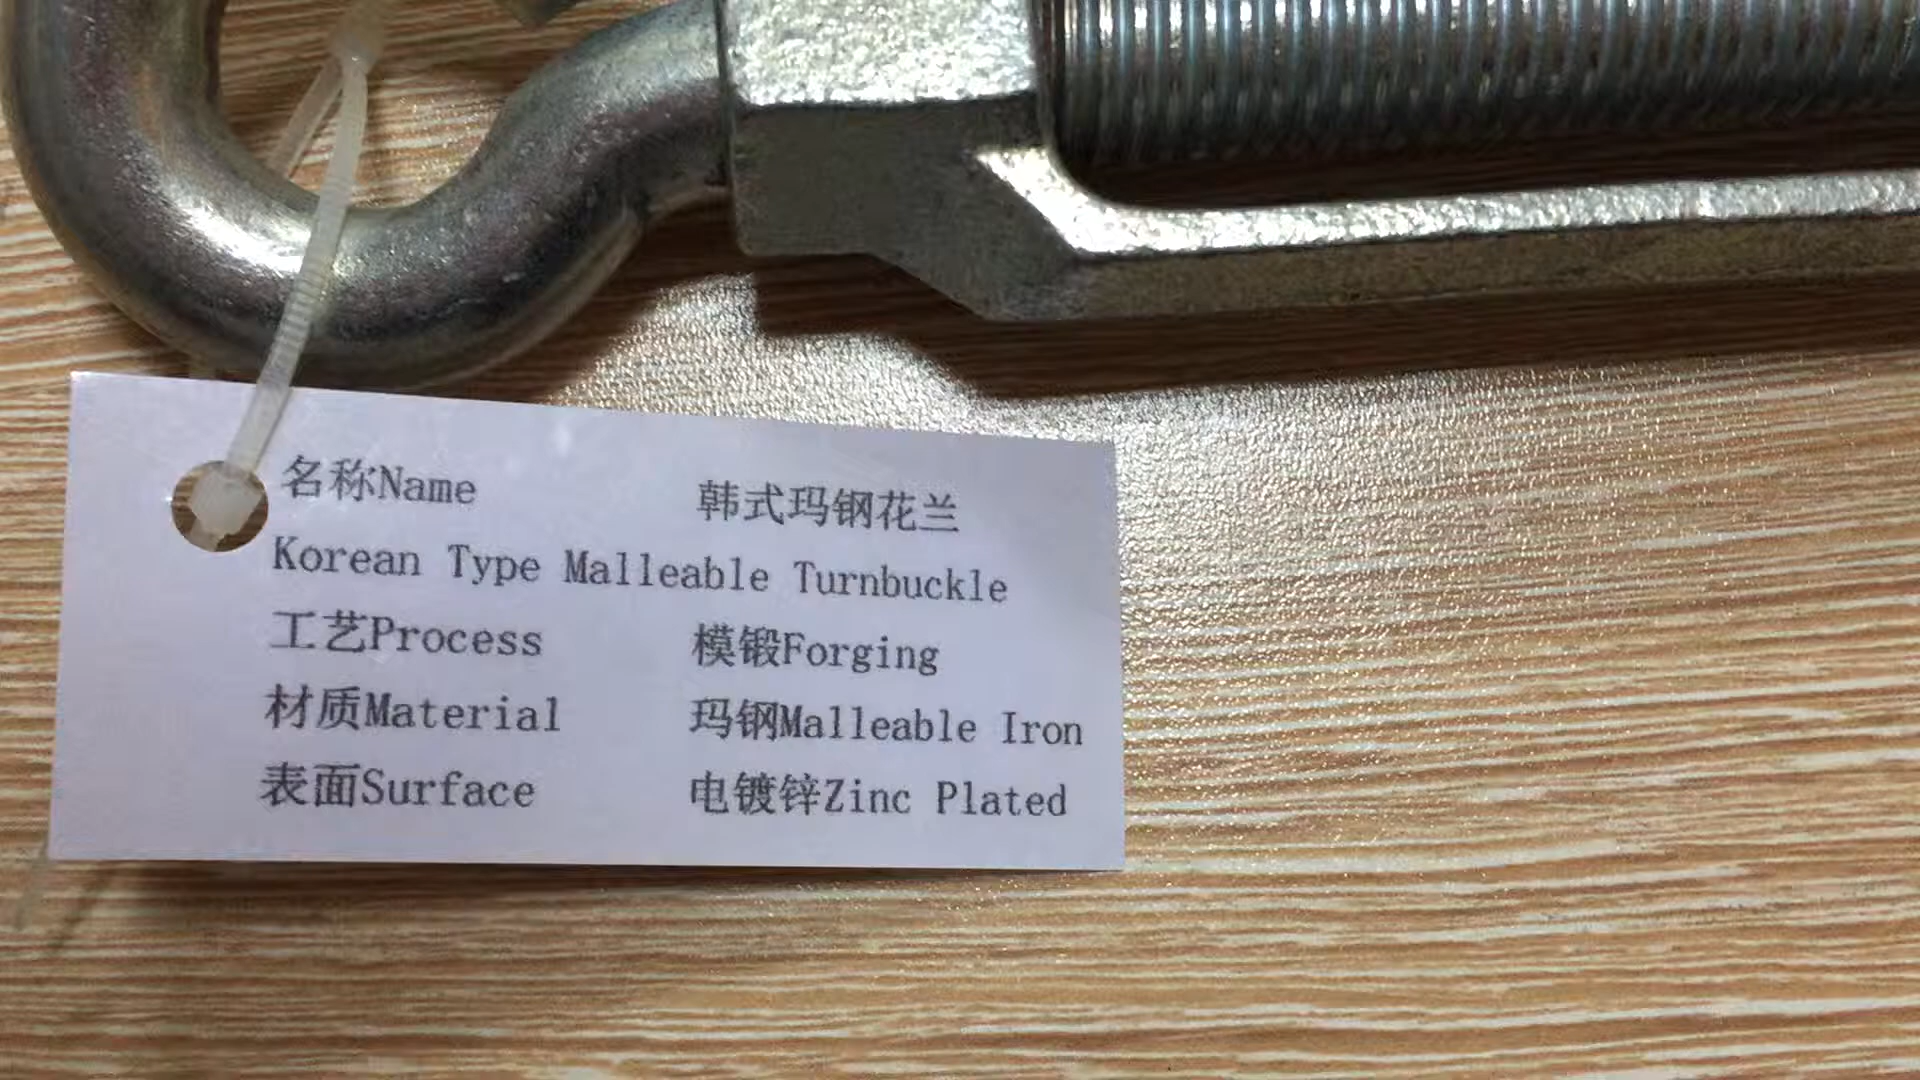 名称Name 韩式玛钢花兰
Korean Type Malleable Turnbuckle
工艺Process 模锻Forging
材质Material 玛钢Malleable Iron
表面Surface 电镀锌Zinc Plated